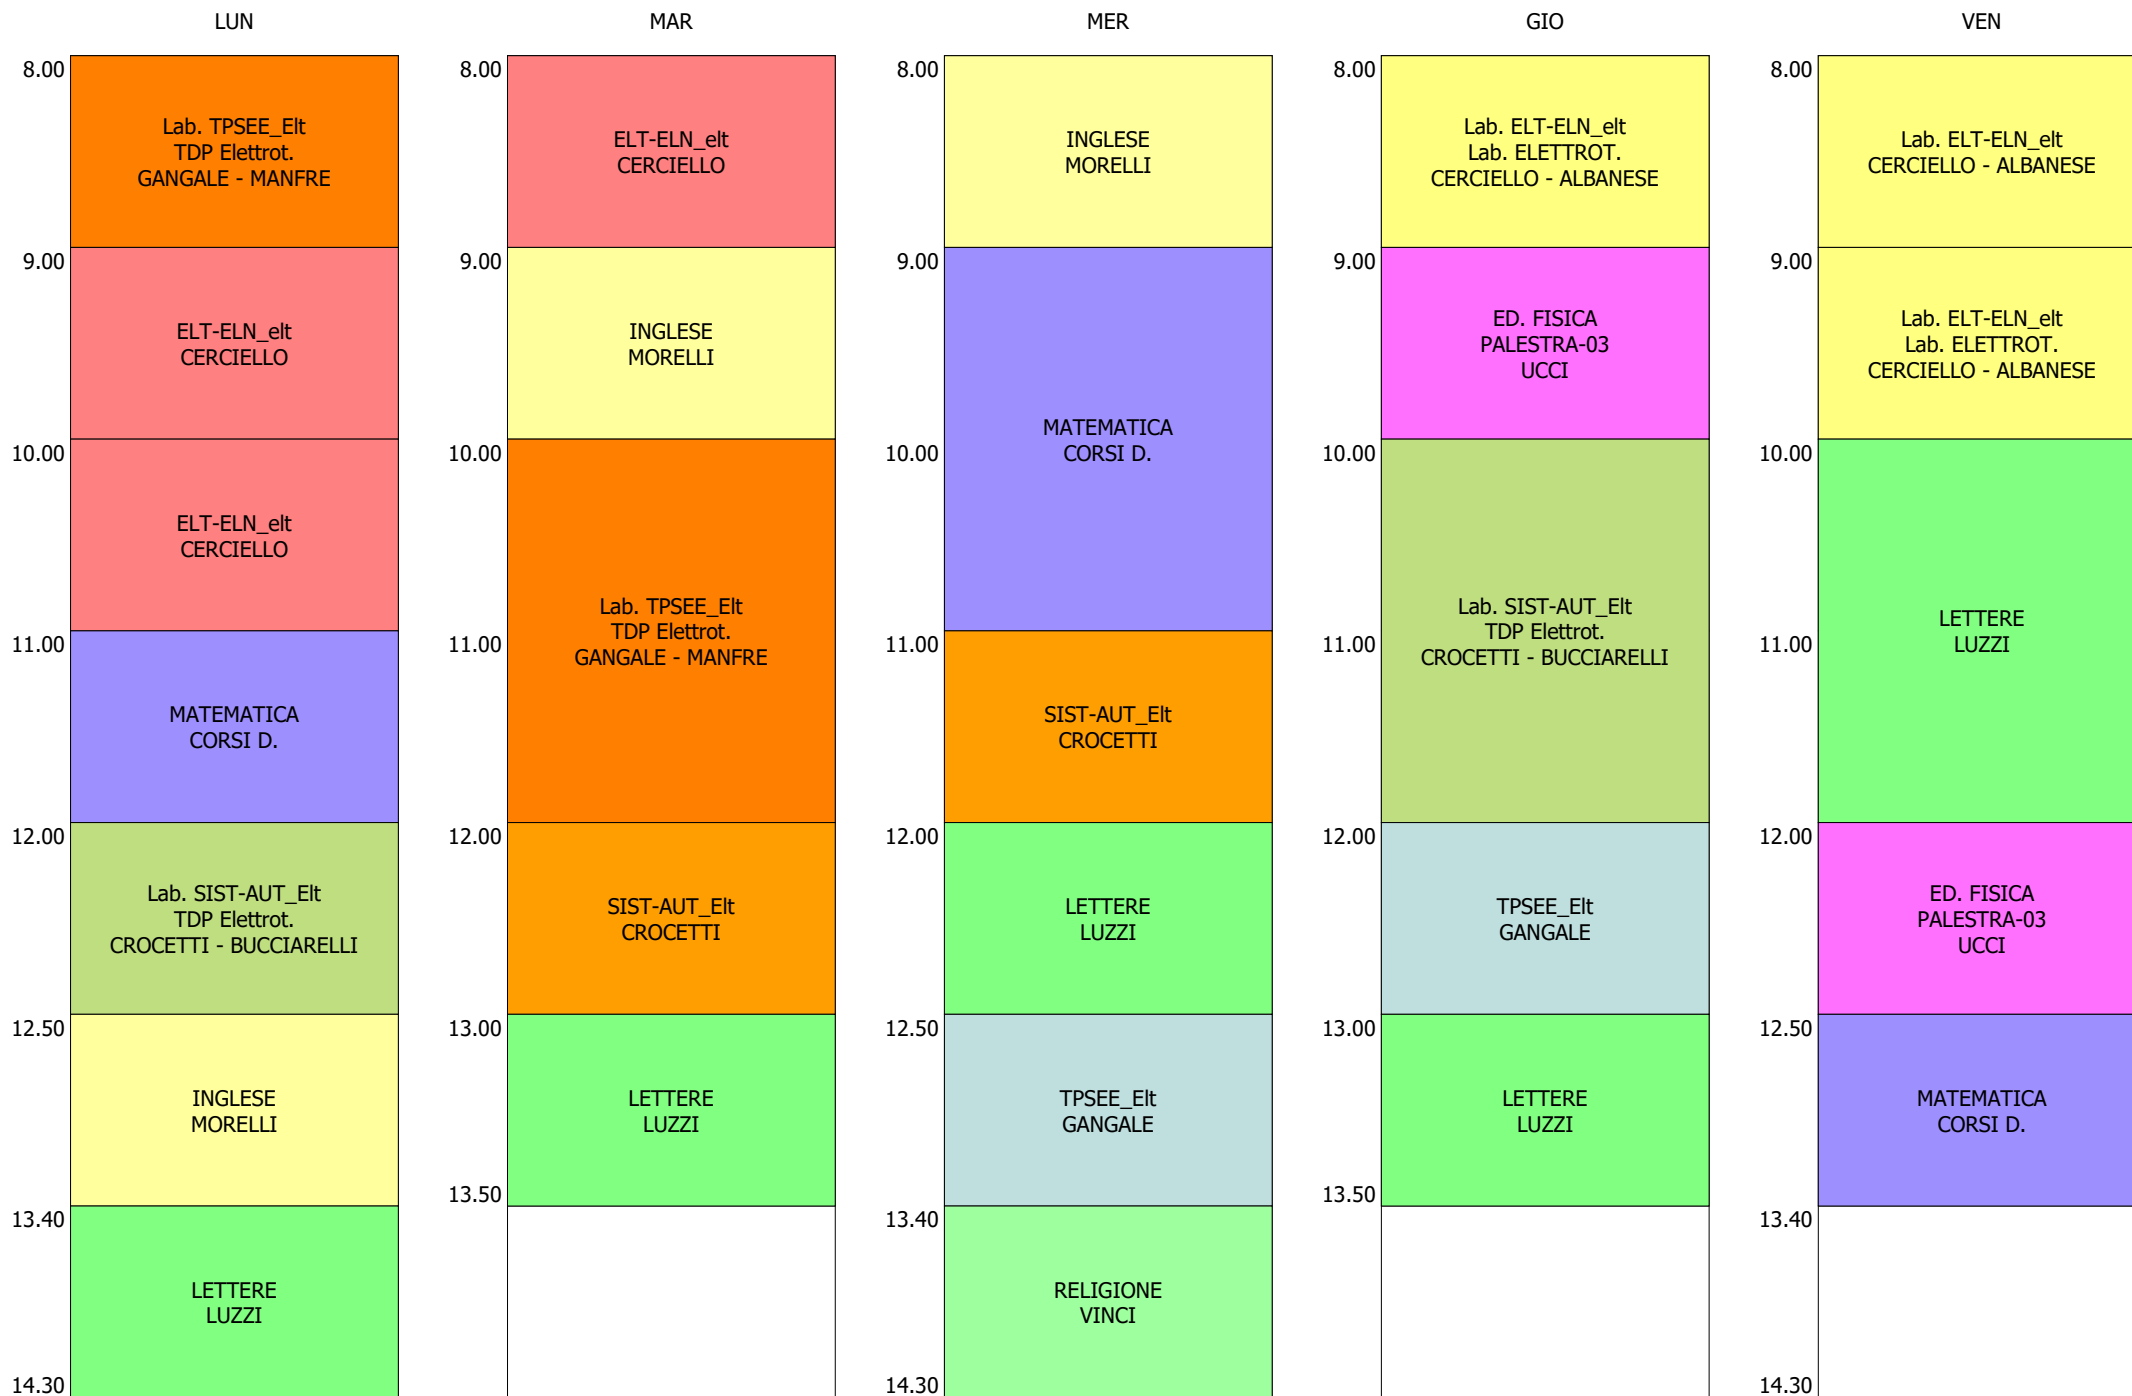 LUN
8.00
Lab. TPSEE_Elt
TDP Elettrot.
GANGALE - MANFRE
9.00
ELT-ELN_elt
CERCIELLO
10.00
ELT-ELN_elt
CERCIELLO
11.00
MATEMATICA
CORSI D.
12.00
Lab. SIST-AUT_Elt
TDP Elettrot.
CROCETTI - BUCCIARELLI
12.50
INGLESE
MORELLI
13.40
LETTERE
LUZZI
14.30
MAR
8.00
ELT-ELN_elt
CERCIELLO
9.00
INGLESE
MORELLI
10.00
Lab. TPSEE_Elt
TDP Elettrot.
11.00
GANGALE - MANFRE
12.00
SIST-AUT_Elt
CROCETTI
13.00
LETTERE
LUZZI
13.50
MER
8.00
INGLESE
MORELLI
9.00
MATEMATICA
10.00
CORSI D.
11.00
SIST-AUT_Elt
CROCETTI
12.00
LETTERE
LUZZI
12.50
TPSEE_Elt
GANGALE
13.40
RELIGIONE
VINCI
14.30
GIO
8.00
Lab. ELT-ELN_elt
Lab. ELETTROT.
CERCIELLO - ALBANESE
9.00
ED. FISICA
PALESTRA-03
UCCI
10.00
Lab. SIST-AUT_Elt
TDP Elettrot.
11.00
CROCETTI - BUCCIARELLI
12.00
TPSEE_Elt
GANGALE
13.00
LETTERE
LUZZI
13.50
VEN
8.00
Lab. ELT-ELN_elt
CERCIELLO - ALBANESE
9.00
Lab. ELT-ELN_elt
Lab. ELETTROT.
CERCIELLO - ALBANESE
10.00
LETTERE
11.00
LUZZI
12.00
ED. FISICA
PALESTRA-03
UCCI
12.50
MATEMATICA
CORSI D.
13.40
14.30